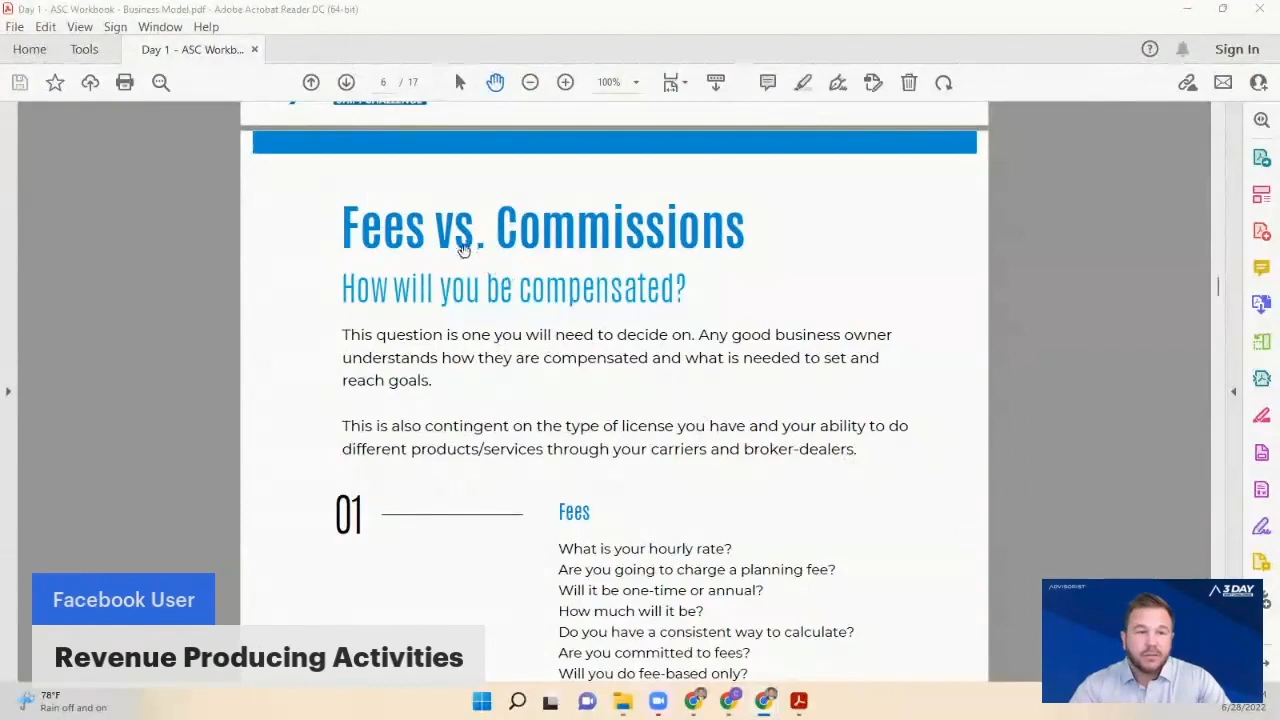 Day 1 - ASC Workbook - Business Model.pdf - Adobe Acrobat Reader DC (64-bit)
File Edit View Sign Window Help
Home Tools Day 1 - ASC Workb... Sign In
6 / 17 100%
Fees vs. Commissions
How will you be compensated?
This question is one you will need to decide on. Any good business owner
understands how they are compensated and what is needed to set and
reach goals.
This is also contingent on the type of license you have and your ability to do
different products/services through your carriers and broker-dealers.
01
Fees
What is your hourly rate?
Are you going to charge a planning fee?
Will it be one-time or annual?
How much will it be?
Do you have a consistent way to calculate?
Are you committed to fees?
Will you do fee-based only?
Facebook User
Revenue Producing Activities
ADVISORIST
3 DAY
78°F
Rain off and on
6/28/2022